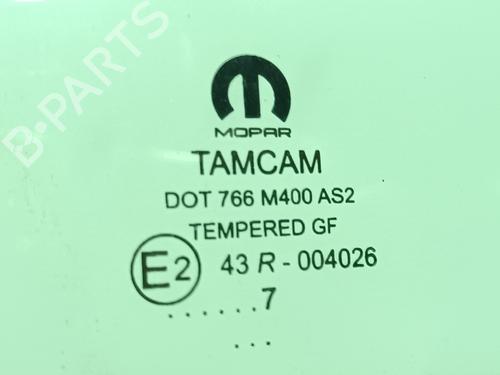 B-PARTS
MOPAR
TAMCAM
DOT 766 M400 AS2
TEMPERED GF
E2 43 R - 004026
. . . . . . 7
. . .